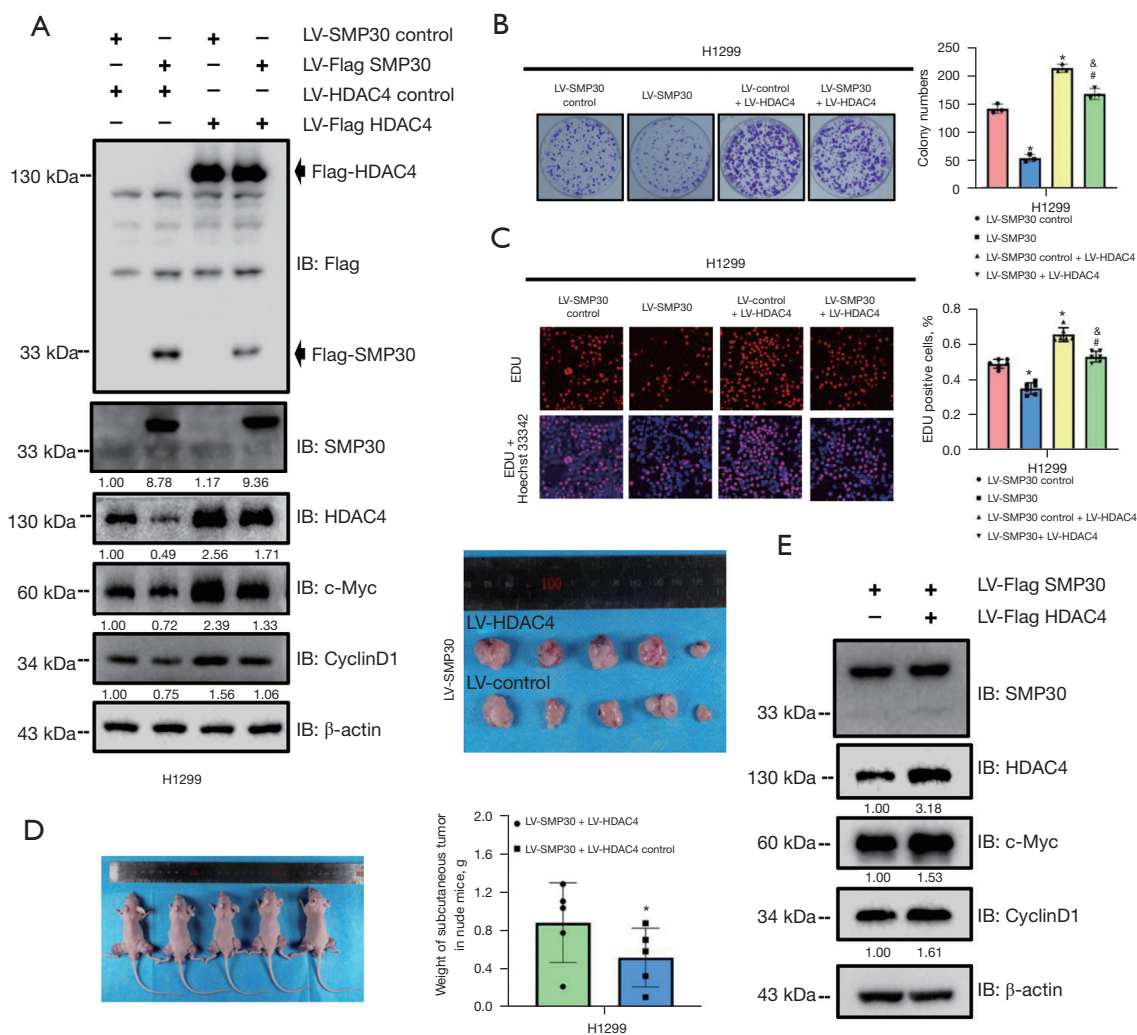 A
+ − + − LV-SMP30 control
− + − + LV-Flag SMP30
+ + − − LV-HDAC4 control
− − + + LV-Flag HDAC4
130 kDa
Flag-HDAC4
IB: Flag
33 kDa
Flag-SMP30
IB: SMP30
33 kDa
1.00 8.78 1.17 9.36
130 kDa
IB: HDAC4
1.00 0.49 2.56 1.71
60 kDa
IB: c-Myc
1.00 0.72 2.39 1.33
34 kDa
IB: CyclinD1
1.00 0.75 1.56 1.06
43 kDa
IB: β-actin
H1299
B
H1299
LV-SMP30
control
LV-SMP30
LV-control
+ LV-HDAC4
LV-SMP30
+ LV-HDAC4
Colony numbers
250
200
150
100
50
0
*
*
&
#
H1299
LV-SMP30 control
LV-SMP30
LV-SMP30 control + LV-HDAC4
LV-SMP30 + LV-HDAC4
C
H1299
LV-SMP30
control
LV-SMP30
LV-control
+ LV-HDAC4
LV-SMP30
+ LV-HDAC4
EDU
EDU +
Hoechst 33342
EDU positive cells, %
0.8
0.6
0.4
0.2
0
*
*
&
#
H1299
LV-SMP30 control
LV-SMP30
LV-SMP30 control + LV-HDAC4
LV-SMP30+ LV-HDAC4
D
100
LV-SMP30
LV-HDAC4
LV-control
Weight of subcutaneous tumor
in nude mice, g
2.0
1.6
1.2
0.8
0.4
0.0
LV-SMP30 + LV-HDAC4
LV-SMP30 + LV-HDAC4 control
*
H1299
E
+ + LV-Flag SMP30
− + LV-Flag HDAC4
IB: SMP30
33 kDa
130 kDa
IB: HDAC4
1.00 3.18
60 kDa
IB: c-Myc
1.00 1.53
34 kDa
IB: CyclinD1
1.00 1.61
43 kDa
IB: β-actin